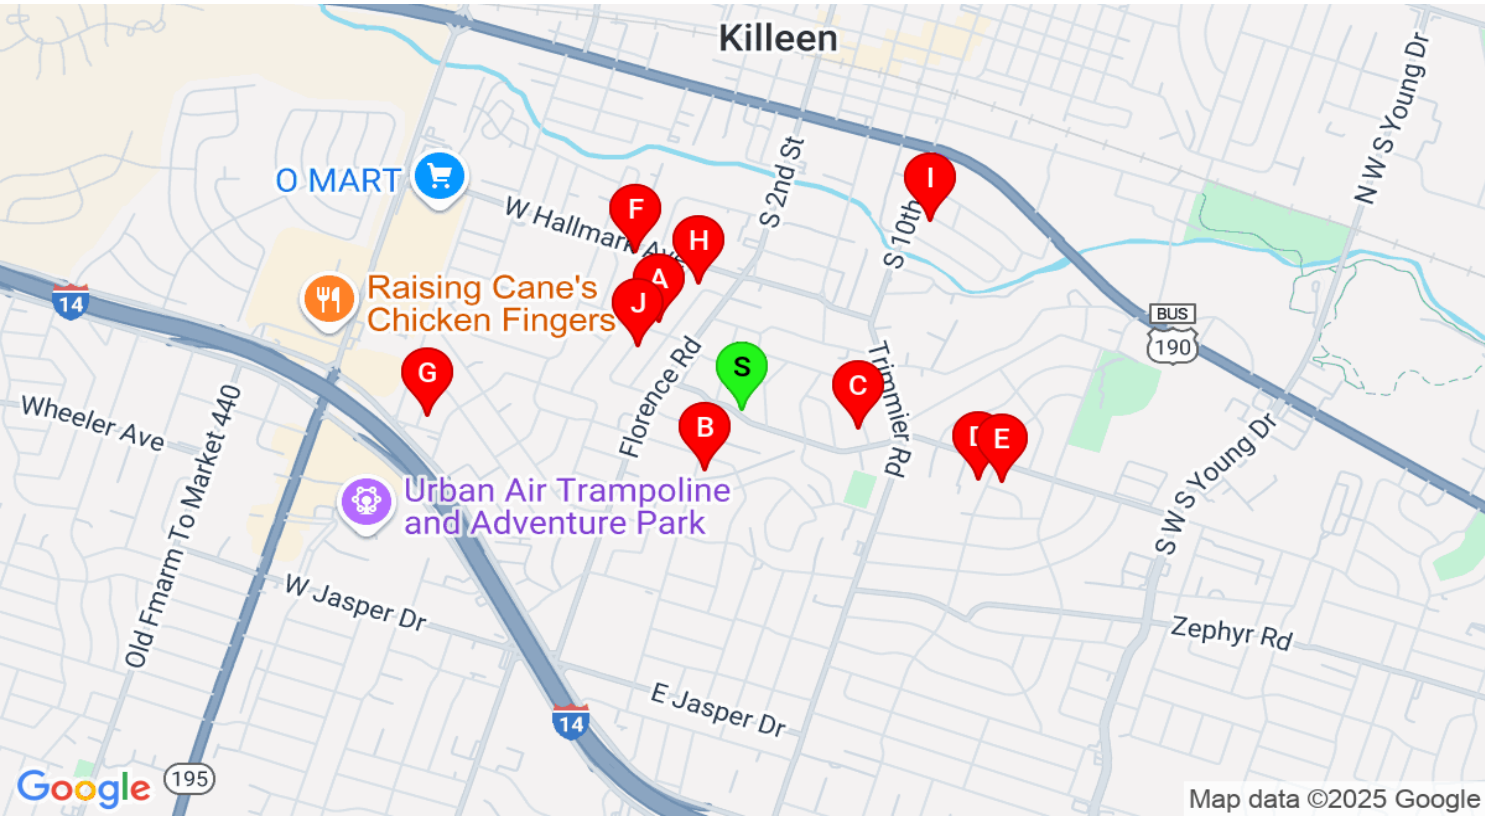 Killeen
O MART
W Hallmark Ave
S 2nd St
S 10th
N W S Young Dr
F
H
A
J
I
14
Raising Cane's
Chicken Fingers
BUS
190
S
G
C
B
D
E
Florence Rd
Trimmier Rd
Wheeler Ave
Old Fmarm To Market 440
Urban Air Trampoline
and Adventure Park
S W S Young Dr
W Jasper Dr
Zephyr Rd
E Jasper Dr
14
195
Google
Map data ©2025 Google